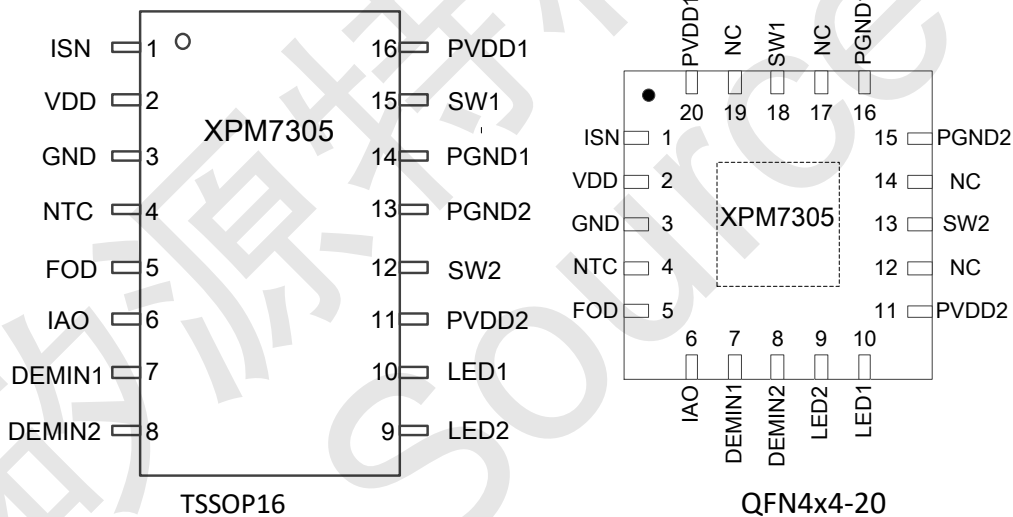 ISN 1 16 PVDD1
VDD 2 15 SW1
XPM7305
GND 3 14 PGND1
NTC 4 13 PGND2
FOD 5 12 SW2
IAO 6 11 PVDD2
DEMIN1 7 10 LED1
DEMIN2 8 9 LED2
TSSOP16
PVDD1 NC SW1 NC PGND1
20 19 18 17 16
ISN 1 15 PGND2
VDD 2 14 NC
XPM7305
GND 3 13 SW2
NTC 4 12 NC
FOD 5 11 PVDD2
6 7 8 9 10
IAO DEMIN1 DEMIN2 LED2 LED1
QFN4x4-20
源特
Source